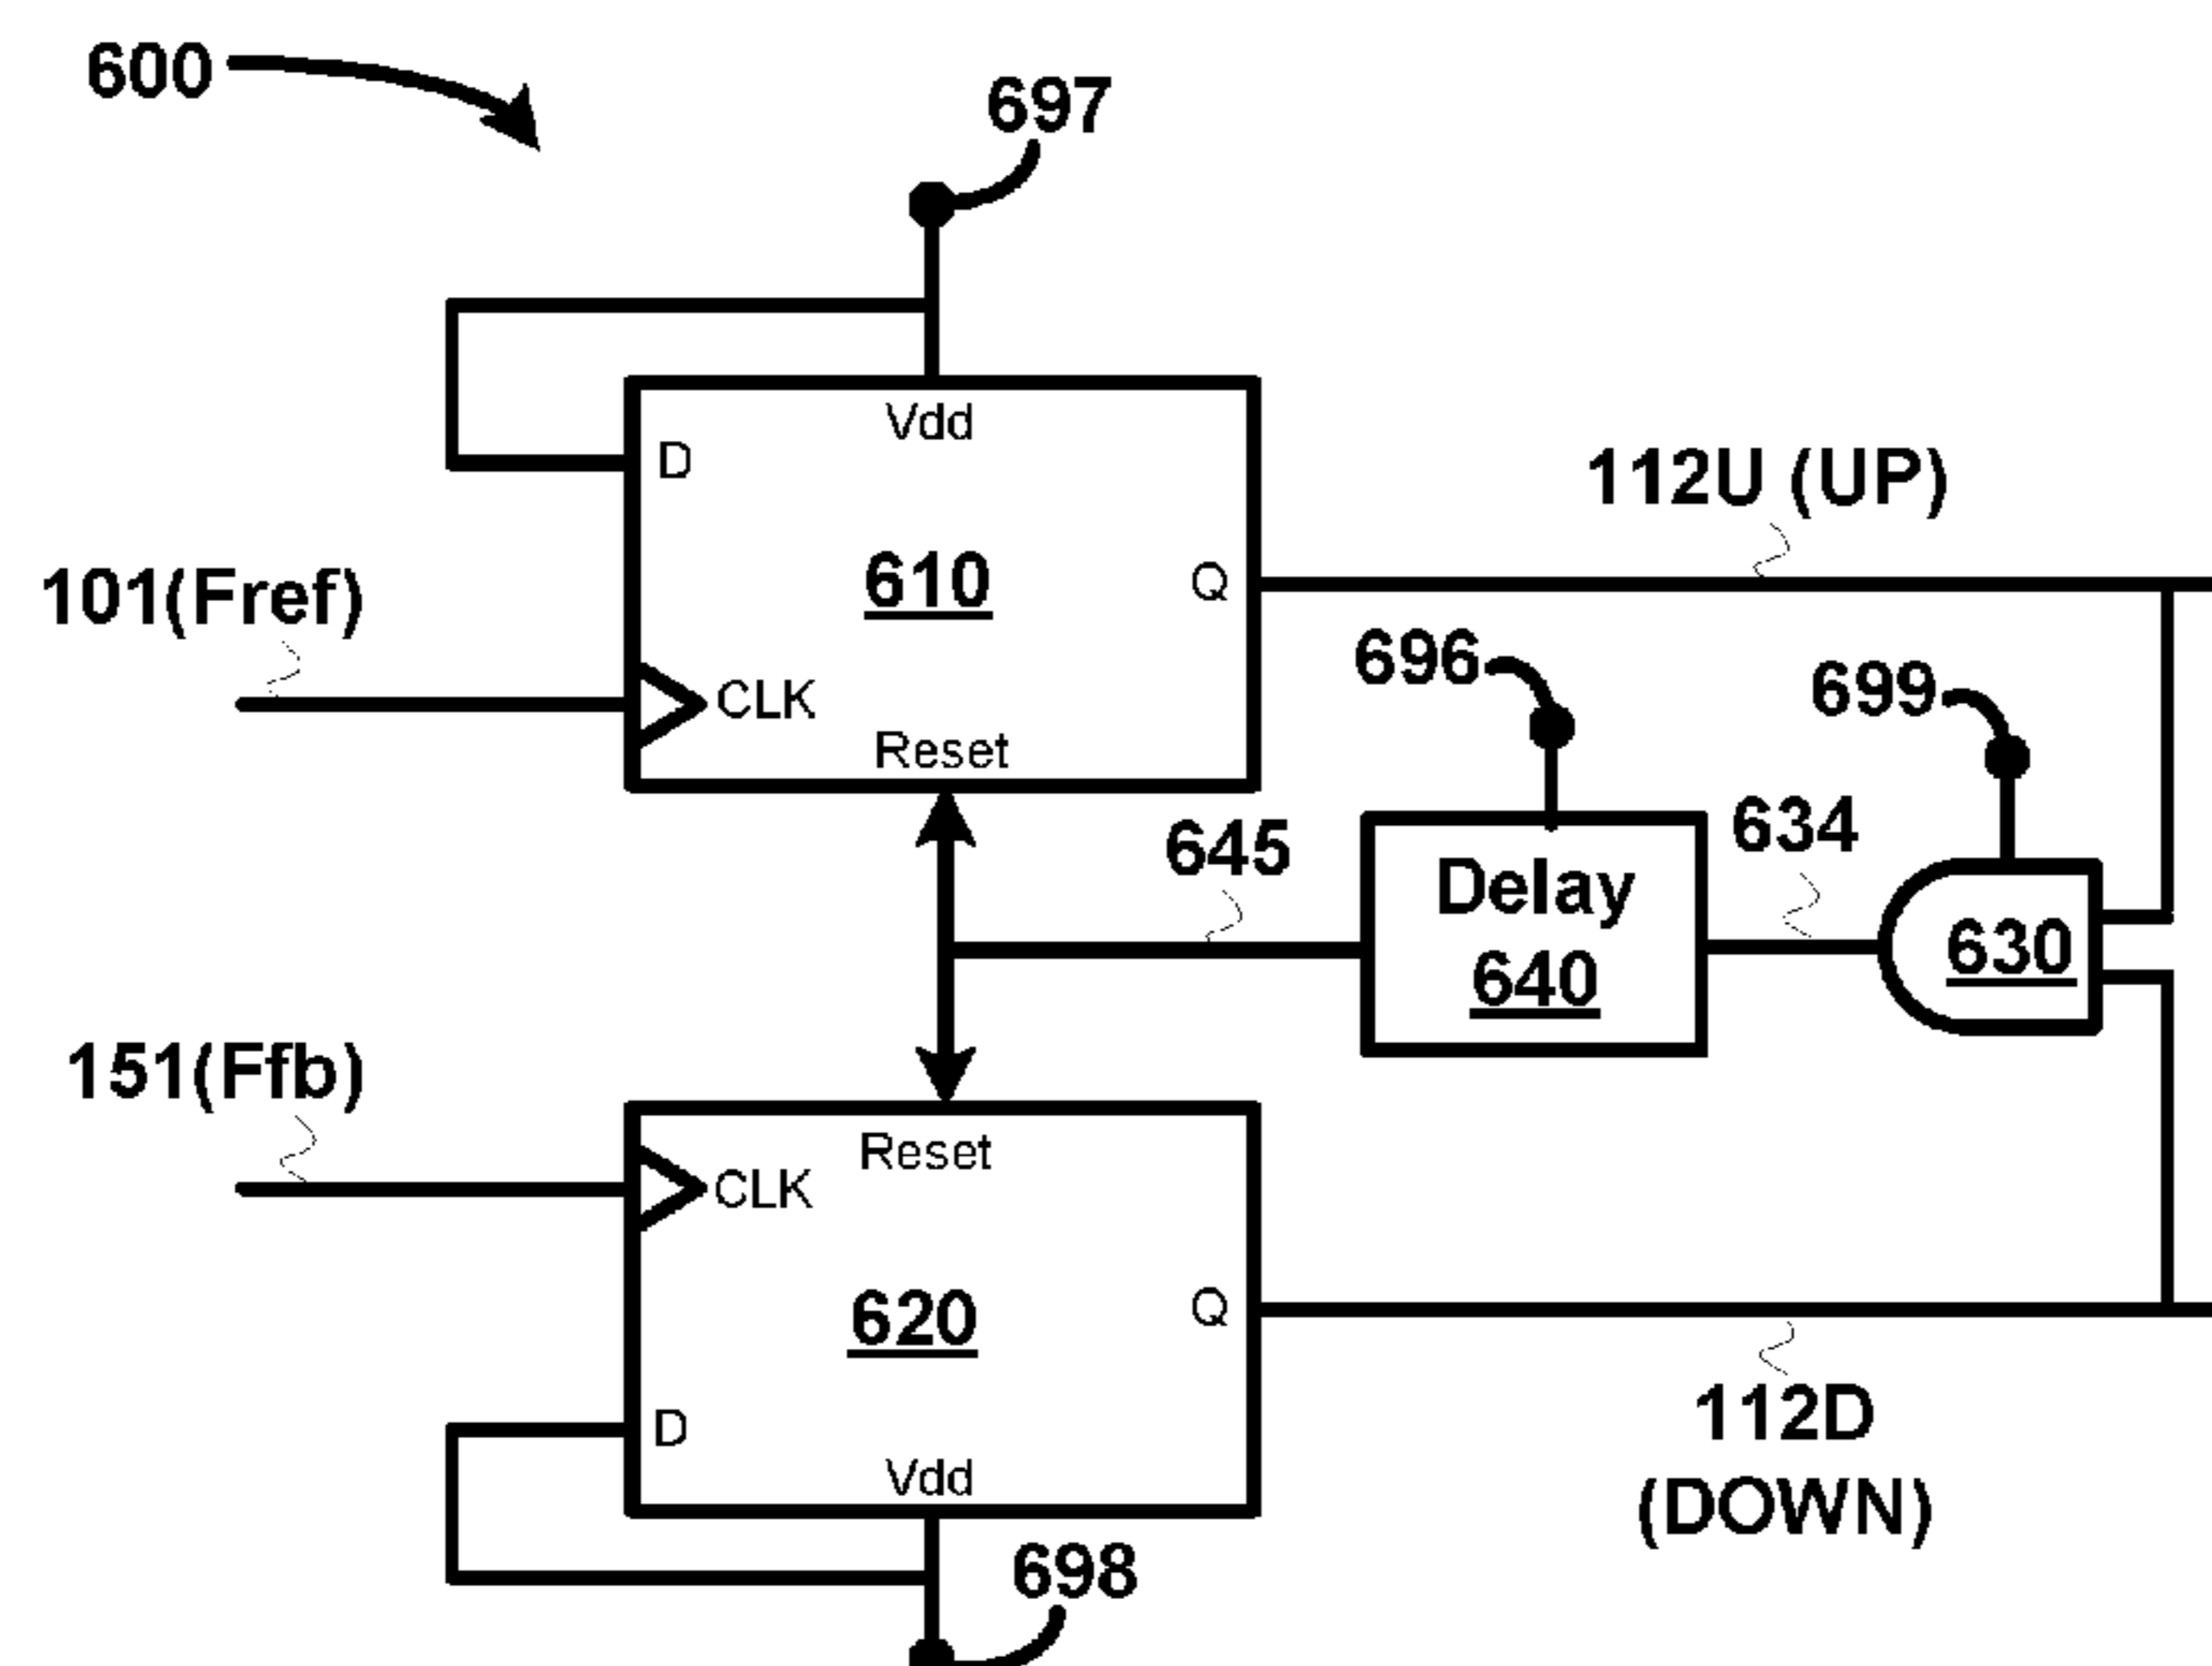 600
697
Vdd
D
112U (UP)
101(Fref)
610
Q
696
699
CLK
Reset
645
634
Delay
640
630
151(Ffb)
Reset
CLK
620
Q
112D
(DOWN)
D
Vdd
698